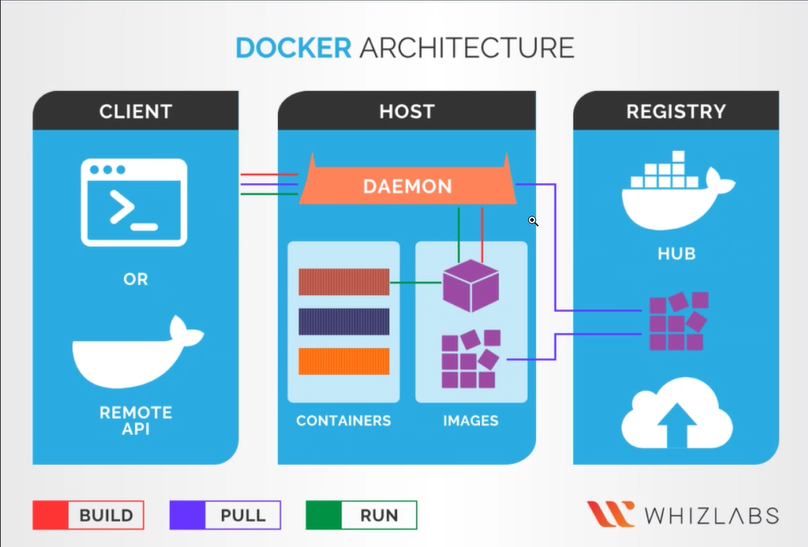 DOCKER ARCHITECTURE
CLIENT
OR
REMOTE
API
HOST
DAEMON
CONTAINERS
IMAGES
REGISTRY
HUB
BUILD
PULL
RUN
WHIZLABS